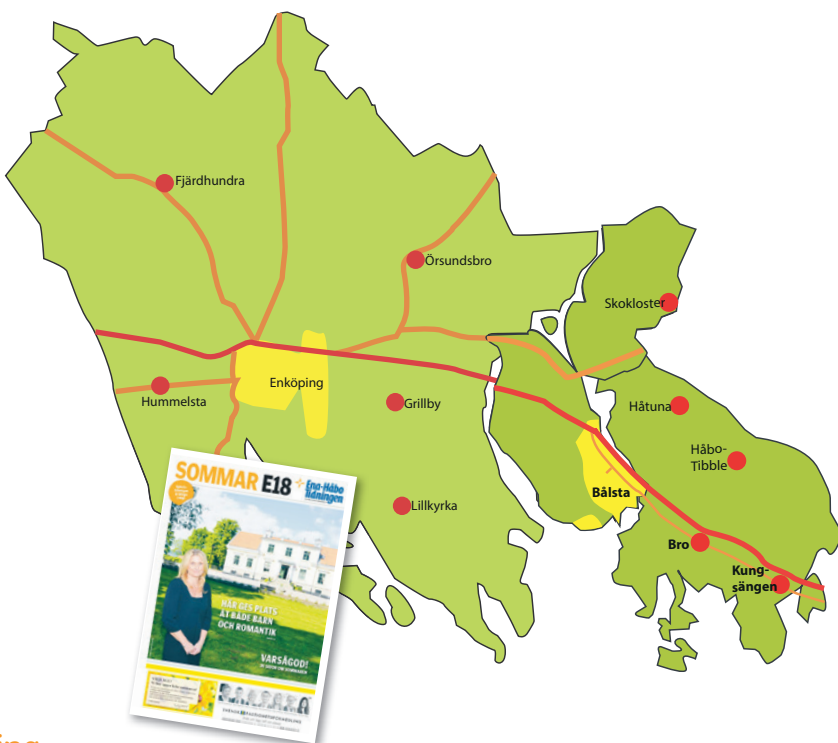 Fjärdhundra
Örsundsbro
Skokloster
Enköping
Hummelsta
Grillby
Håtuna
Håbo-
Tibble
Lillkyrka
Bålsta
Bro
Kung-
sängen
SOMMAR E18 + Ena-Håbo
Tidningen
HÄR GES PLATS
ÅT BÅDE BARN
OCH ROMANTIK
VARSÅGOD!